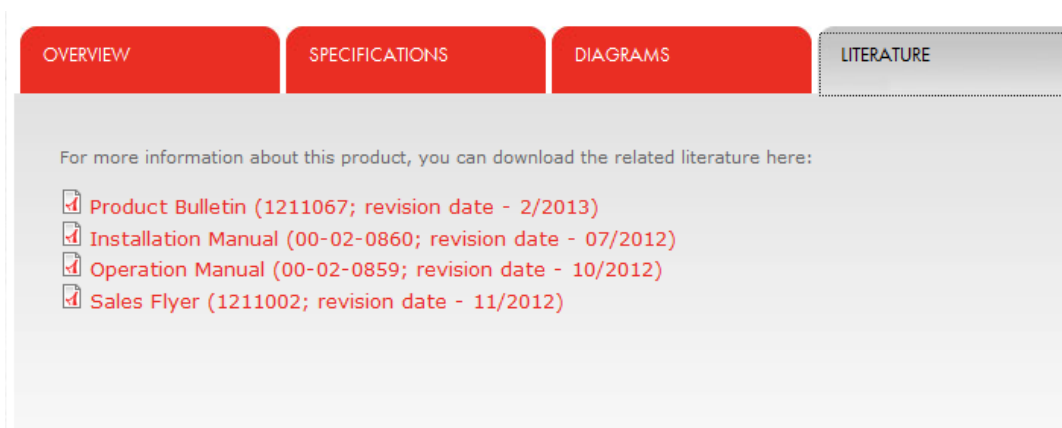 OVERVIEW SPECIFICATIONS DIAGRAMS LITERATURE
For more information about this product, you can download the related literature here:
Product Bulletin (1211067; revision date - 2/2013)
Installation Manual (00-02-0860; revision date - 07/2012)
Operation Manual (00-02-0859; revision date - 10/2012)
Sales Flyer (1211002; revision date - 11/2012)